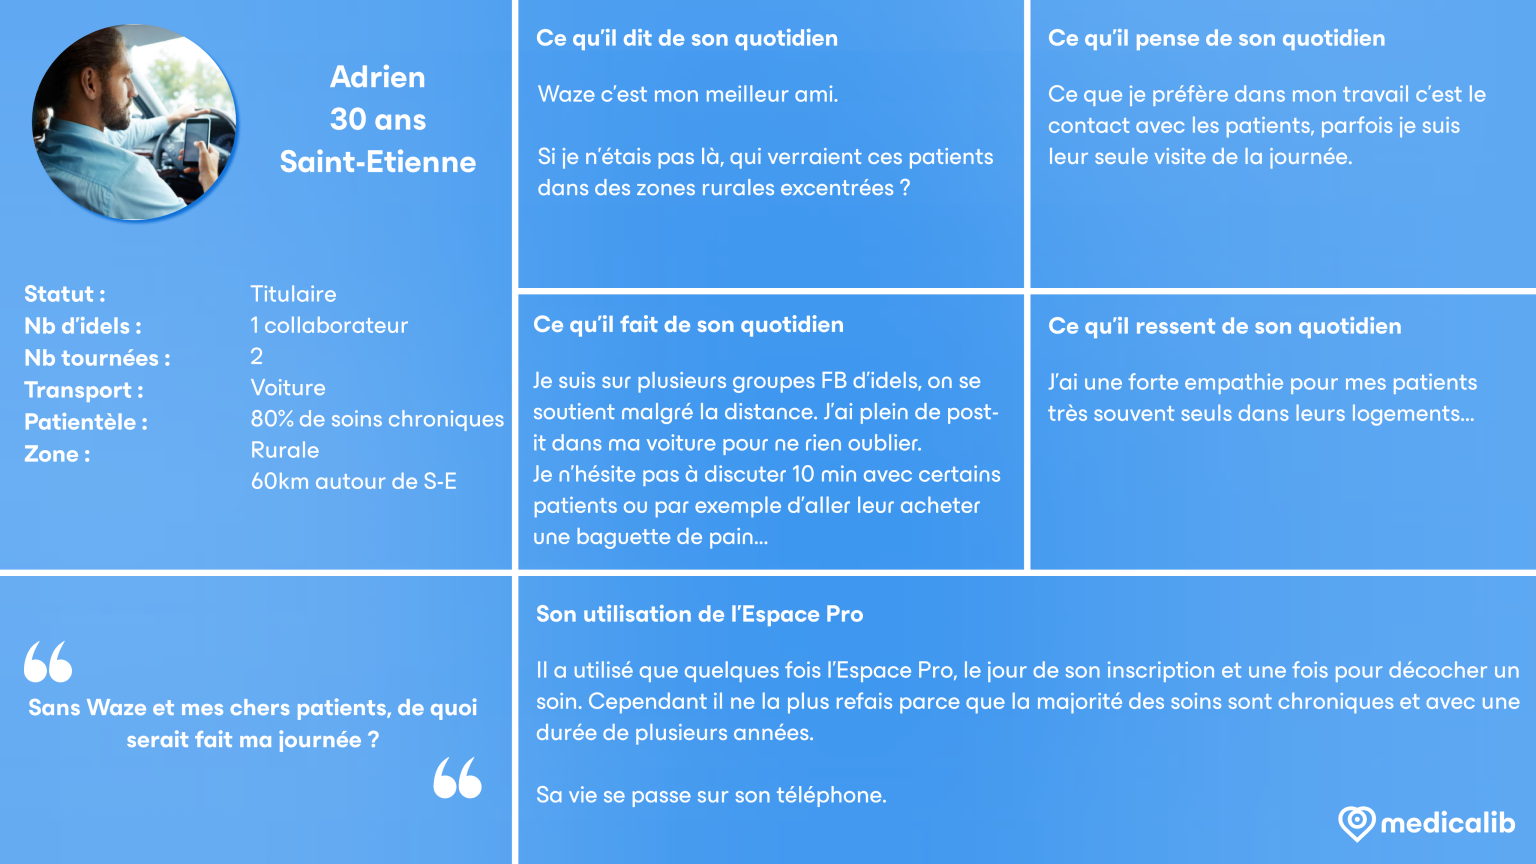 Adrien
30 ans
Saint-Etienne
Statut : Titulaire
Nb d'idels : 1 collaborateur
Nb tournées : 2
Transport : Voiture
Patientèle : 80% de soins chroniques
Zone : Rurale
60km autour de S-E
Ce qu'il dit de son quotidien
Waze c'est mon meilleur ami.
Si je n'étais pas là, qui verraient ces patients
dans des zones rurales excentrées ?
Ce qu'il pense de son quotidien
Ce que je préfère dans mon travail c'est le
contact avec les patients, parfois je suis
leur seule visite de la journée.
Ce qu'il fait de son quotidien
Je suis sur plusieurs groupes FB d'idels, on se
soutient malgré la distance. J'ai plein de post-
it dans ma voiture pour ne rien oublier.
Je n'hésite pas à discuter 10 min avec certains
patients ou par exemple d'aller leur acheter
une baguette de pain...
Ce qu'il ressent de son quotidien
J'ai une forte empathie pour mes patients
très souvent seuls dans leurs logements...
“
Sans Waze et mes chers patients, de quoi
serait fait ma journée ?
“
Son utilisation de l'Espace Pro
Il a utilisé que quelques fois l'Espace Pro, le jour de son inscription et une fois pour décocher un
soin. Cependant il ne la plus refais parce que la majorité des soins sont chroniques et avec une
durée de plusieurs années.
Sa vie se passe sur son téléphone.
medicalib